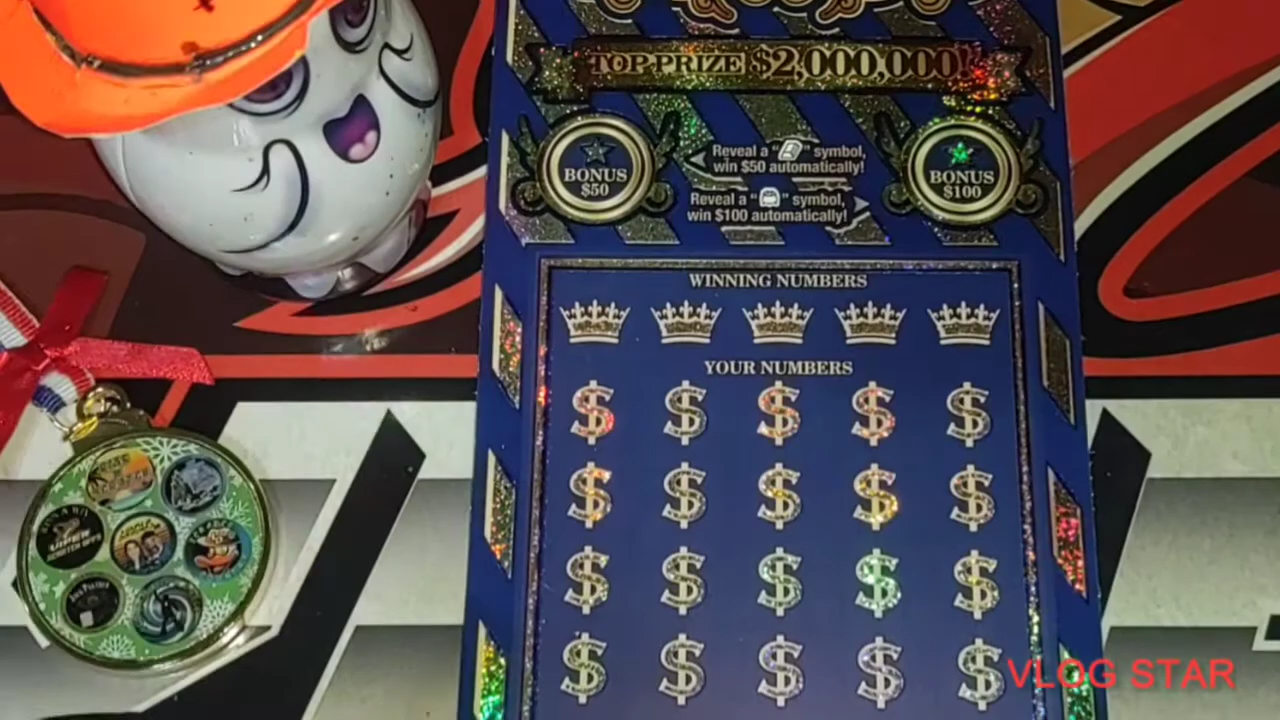 TOP PRIZE $2,000,000!
BONUS
$50
Reveal a " " symbol,
win $50 automatically!
Reveal a " " symbol,
win $100 automatically!
BONUS
$100
WINNING NUMBERS
YOUR NUMBERS
$ $ $ $ $
$ $ $ $ $
$ $ $ $ $
$ $ $ $ $
VLOG STAR